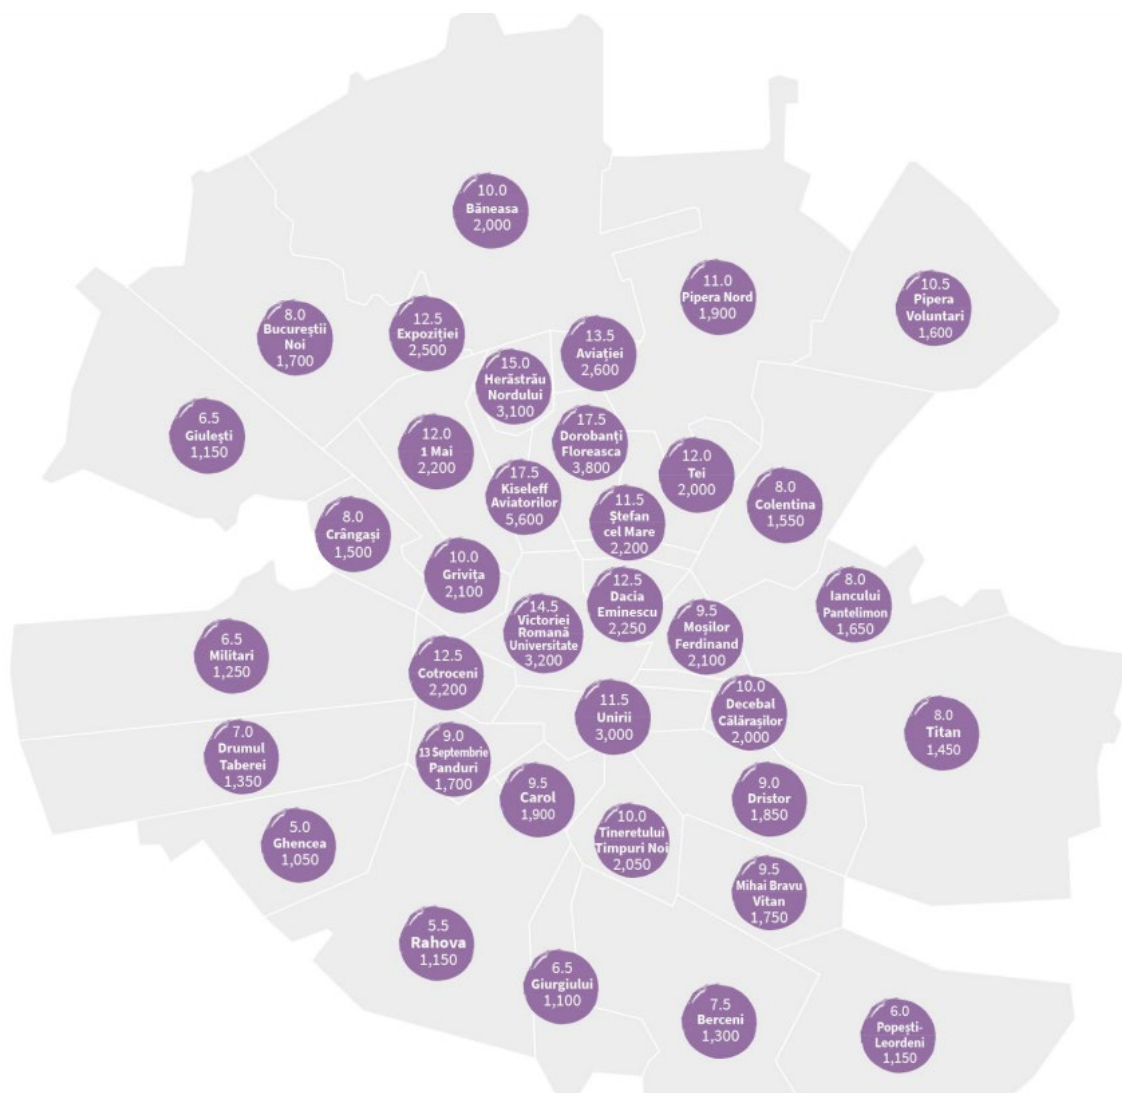 10.0
Băneasa
2,000
11.0
Pipera Nord
1,900
10.5
Pipera
Voluntari
1,600
8.0
Bucureștii
Noi
1,700
12.5
Expoziției
2,500
13.5
Aviației
2,600
15.0
Herăstrău
Nordului
3,100
6.5
Giulești
1,150
12.0
1 Mai
2,200
17.5
Dorobanți
Floreasca
3,800
12.0
Tei
2,000
17.5
Kiseleff
Aviatorilor
5,600
8.0
Colentina
1,550
11.5
Ștefan
cel Mare
2,200
8.0
Crângași
1,500
10.0
Grivița
2,100
12.5
Dacia
Eminescu
2,250
8.0
Iancului
Pantelimon
1,650
14.5
Victoriei
Romană
Universitate
3,200
9.5
Moșilor
Ferdinand
2,100
6.5
Militari
1,250
12.5
Cotroceni
2,200
10.0
Decebal
Călărașilor
2,000
11.5
Unirii
3,000
8.0
Titan
1,450
7.0
Drumul
Taberei
1,350
9.0
13 Septembrie
Panduri
1,700
9.5
Carol
1,900
9.0
Dristor
1,850
5.0
Ghencea
1,050
10.0
Tineretului
Timpuri Noi
2,050
9.5
Mihai Bravu
Vitan
1,750
5.5
Rahova
1,150
6.5
Giurgiului
1,100
7.5
Berceni
1,300
6.0
Popești-
Leordeni
1,150